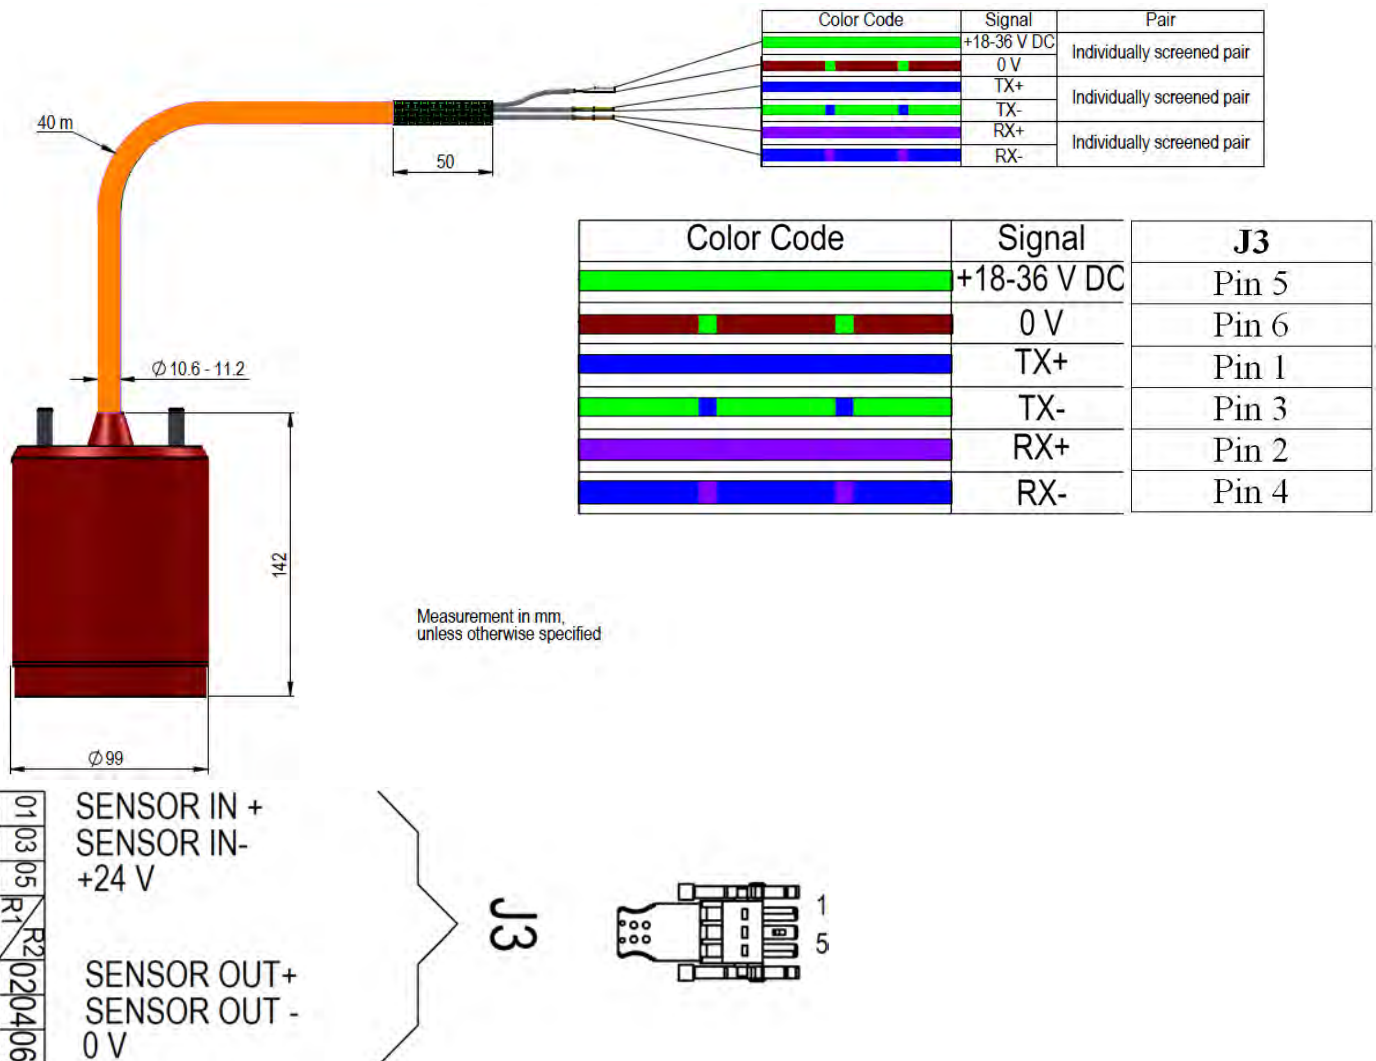 Color Code Signal Pair
+18-36 V DC Individually screened pair
0 V
TX+ Individually screened pair
TX-
RX+ Individually screened pair
RX-
40 m
50
Color Code Signal J3
+18-36 V DC Pin 5
0 V Pin 6
TX+ Pin 1
TX- Pin 3
RX+ Pin 2
RX- Pin 4
Ø 10.6 - 11.2
142
Measurement in mm,
unless otherwise specified
Ø 99
01 SENSOR IN +
03 SENSOR IN-
05 +24 V
R1 R2
02 SENSOR OUT+
04 SENSOR OUT -
06 0 V
J3
1
5